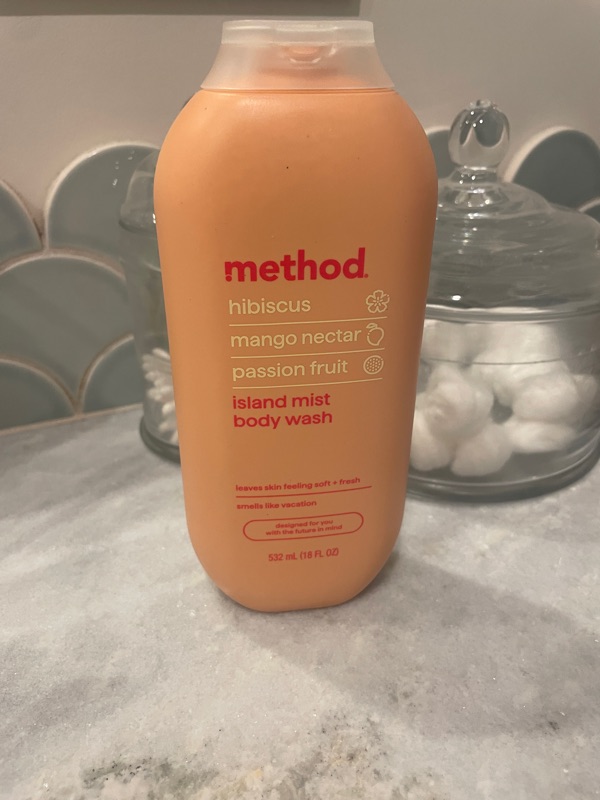 method.
hibiscus
mango nectar
passion fruit
island mist
body wash
leaves skin feeling soft + fresh
smells like vacation
designed for you
with the future in mind
532 mL (18 FL OZ)